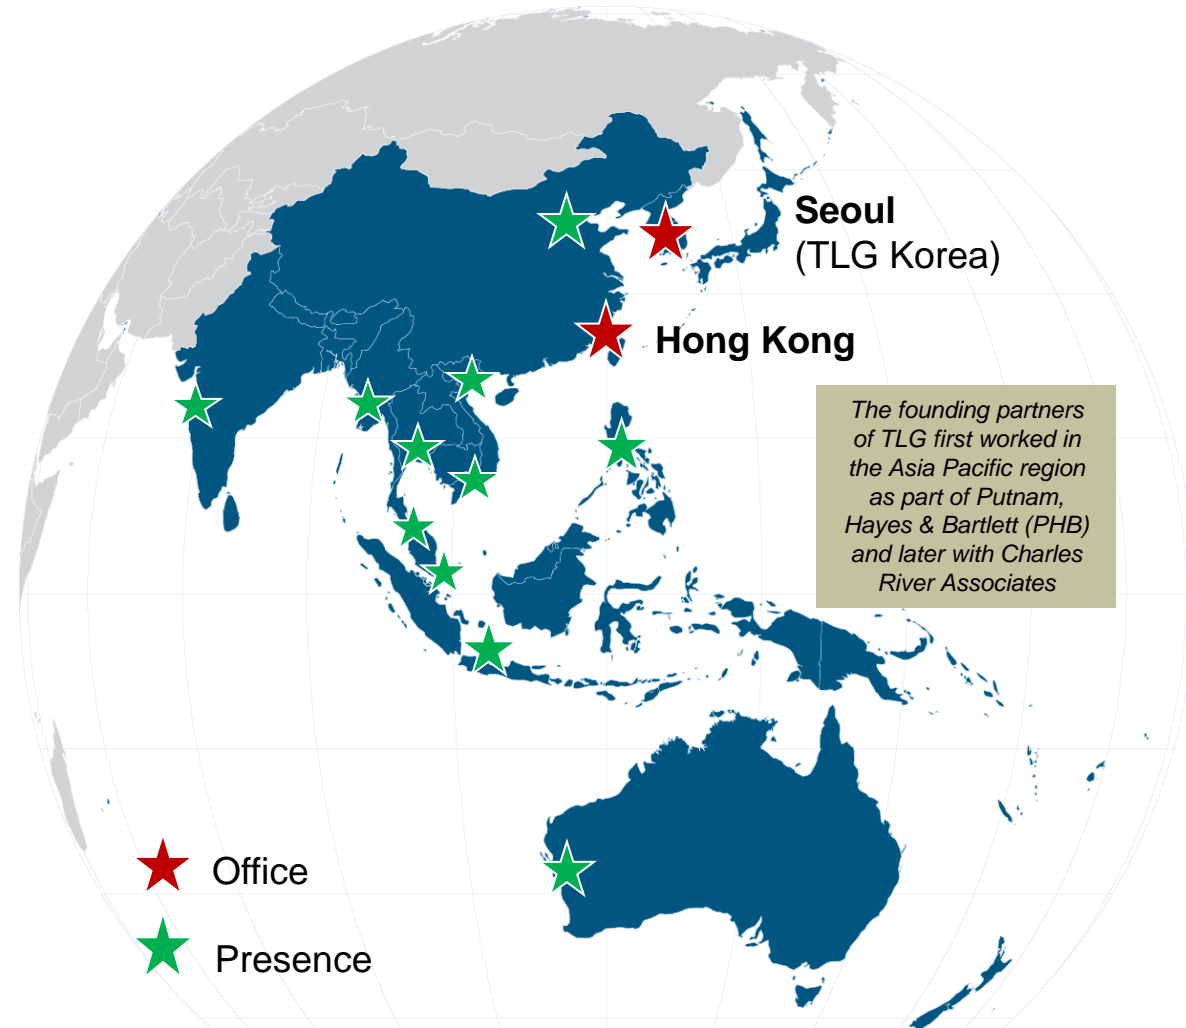 Seoul
(TLG Korea)
Hong Kong
The founding partners
of TLG first worked in
the Asia Pacific region
as part of Putnam,
Hayes & Bartlett (PHB)
and later with Charles
River Associates
Office
Presence